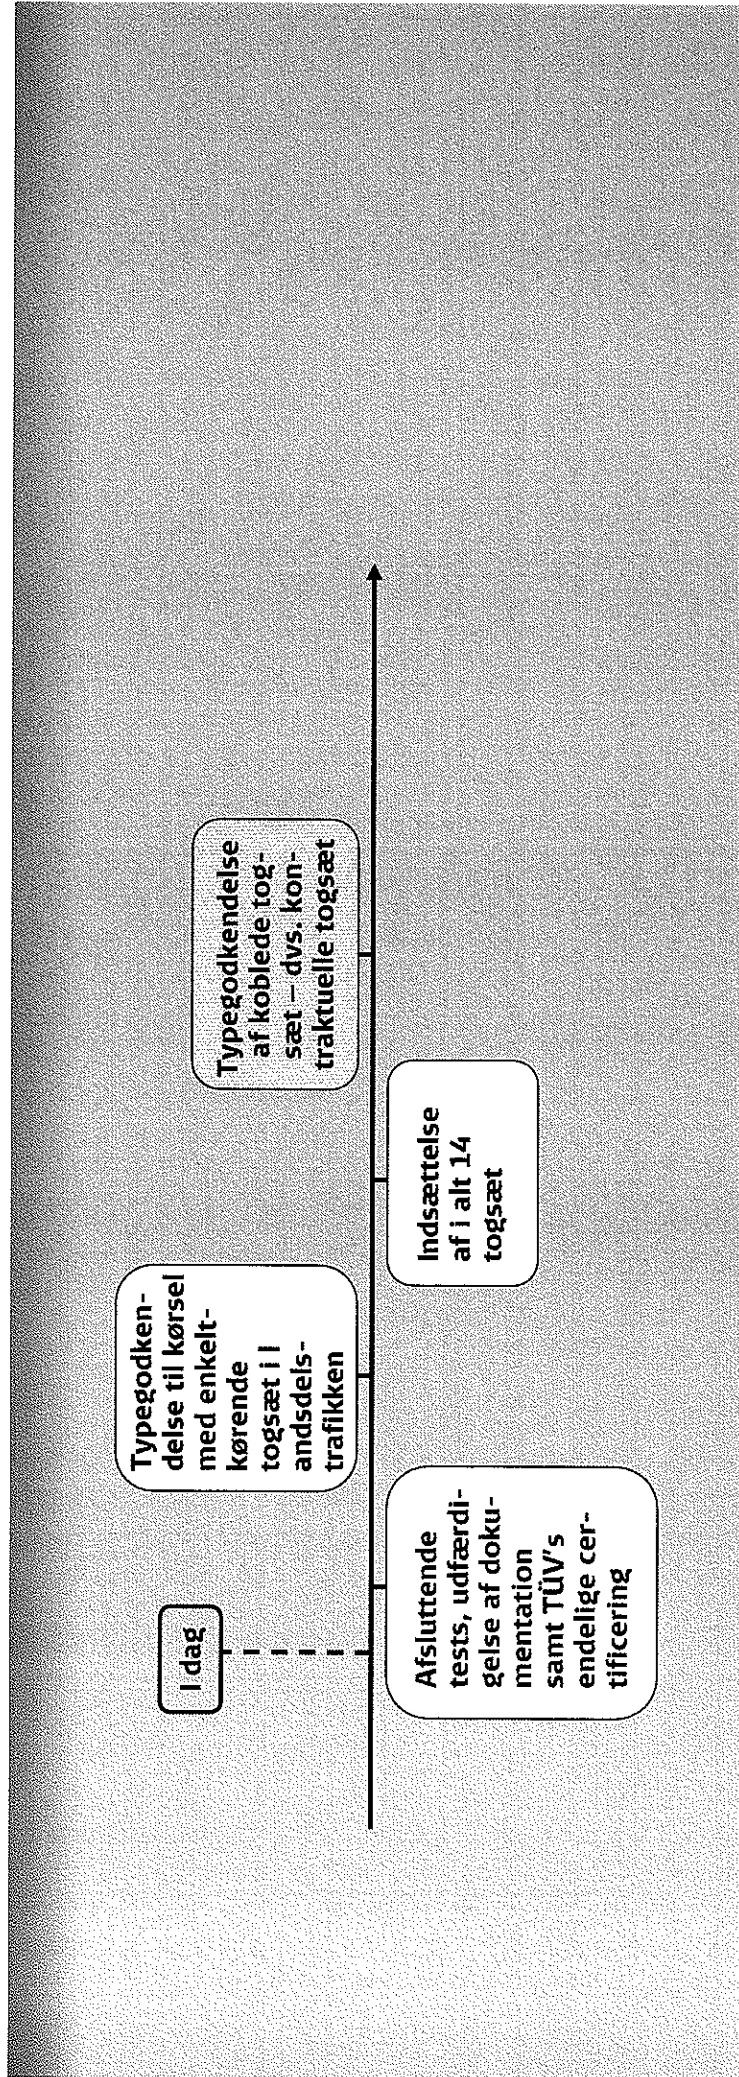 I dag
Afsluttende
tests, udfærdi-
gelse af doku-
mentation
samt TÜV's
endelige cer-
tificering
Typegodken-
delse til kørsel
med enkelt-
kørende
togsæt i l
andsdels-
trafikken
Indsættelse
af i alt 14
togsæt
Typegodkendelse
af koblede tog-
sæt – dvs. kon-
traktuelle togsæt